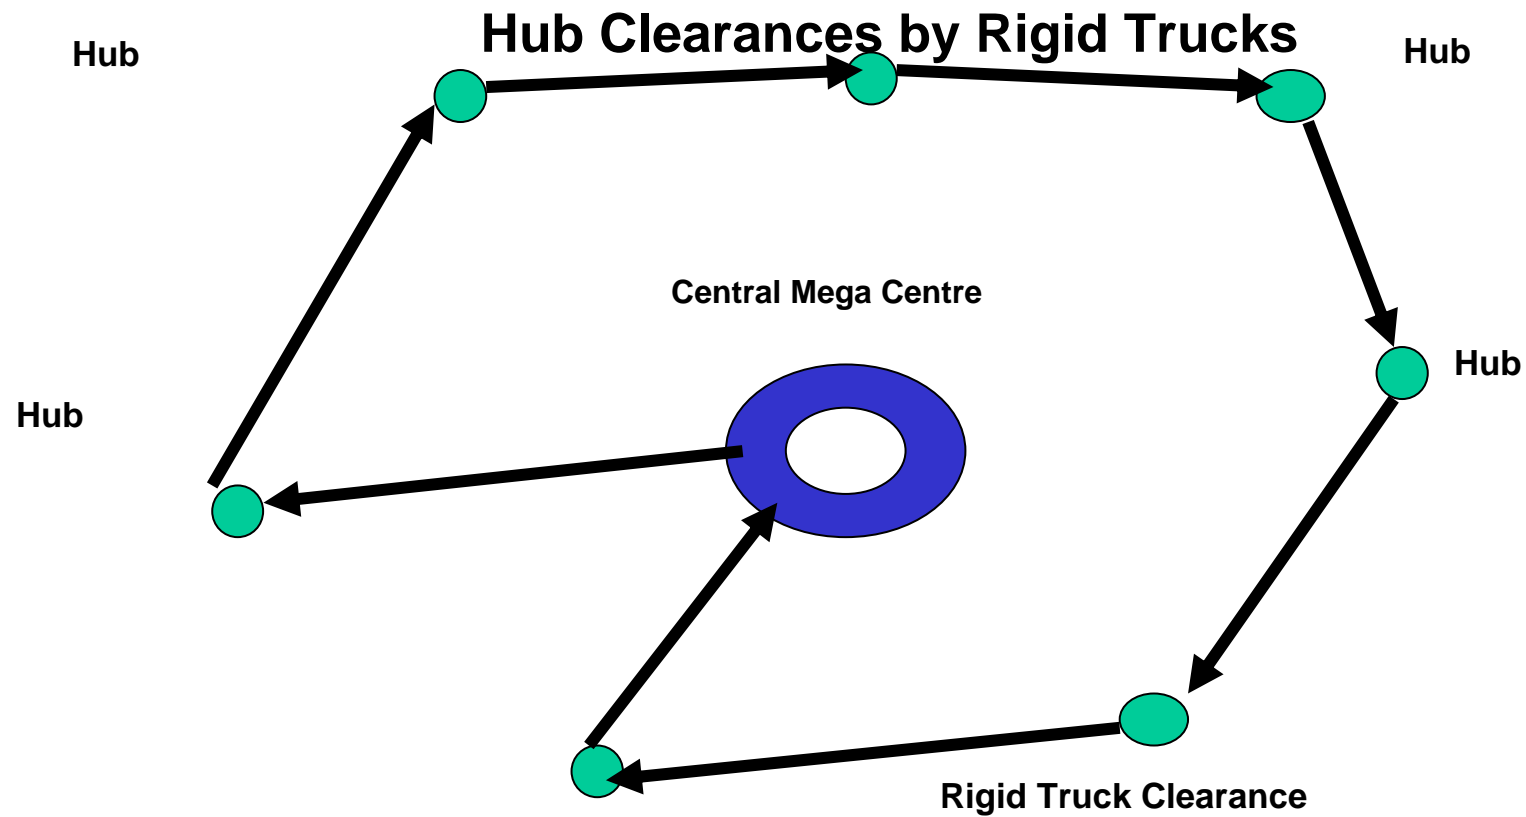 Hub Clearances by Rigid Trucks
Hub
Hub
Central Mega Centre
Hub
Hub
Rigid Truck Clearance